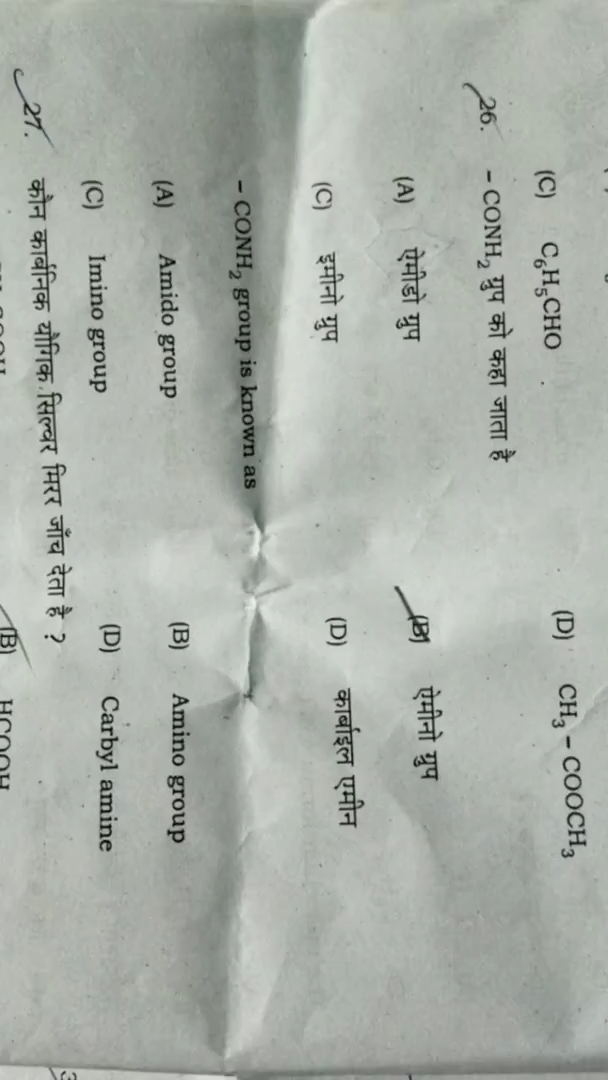 (C) C₆H₅CHO (D) CH₃ – COOCH₃
26. – CONH₂ ग्रुप को कहा जाता है
(A) ऐमीडो ग्रुप (B) ऐमीनो ग्रुप
(C) इमीनो ग्रुप (D) कार्बाइल एमीन
– CONH₂ group is known as
(A) Amido group (B) Amino group
(C) Imino group (D) Carbyl amine
27. कौन कार्बनिक यौगिक सिल्वर मिरर जाँच देता है ?
(B) HCOOH